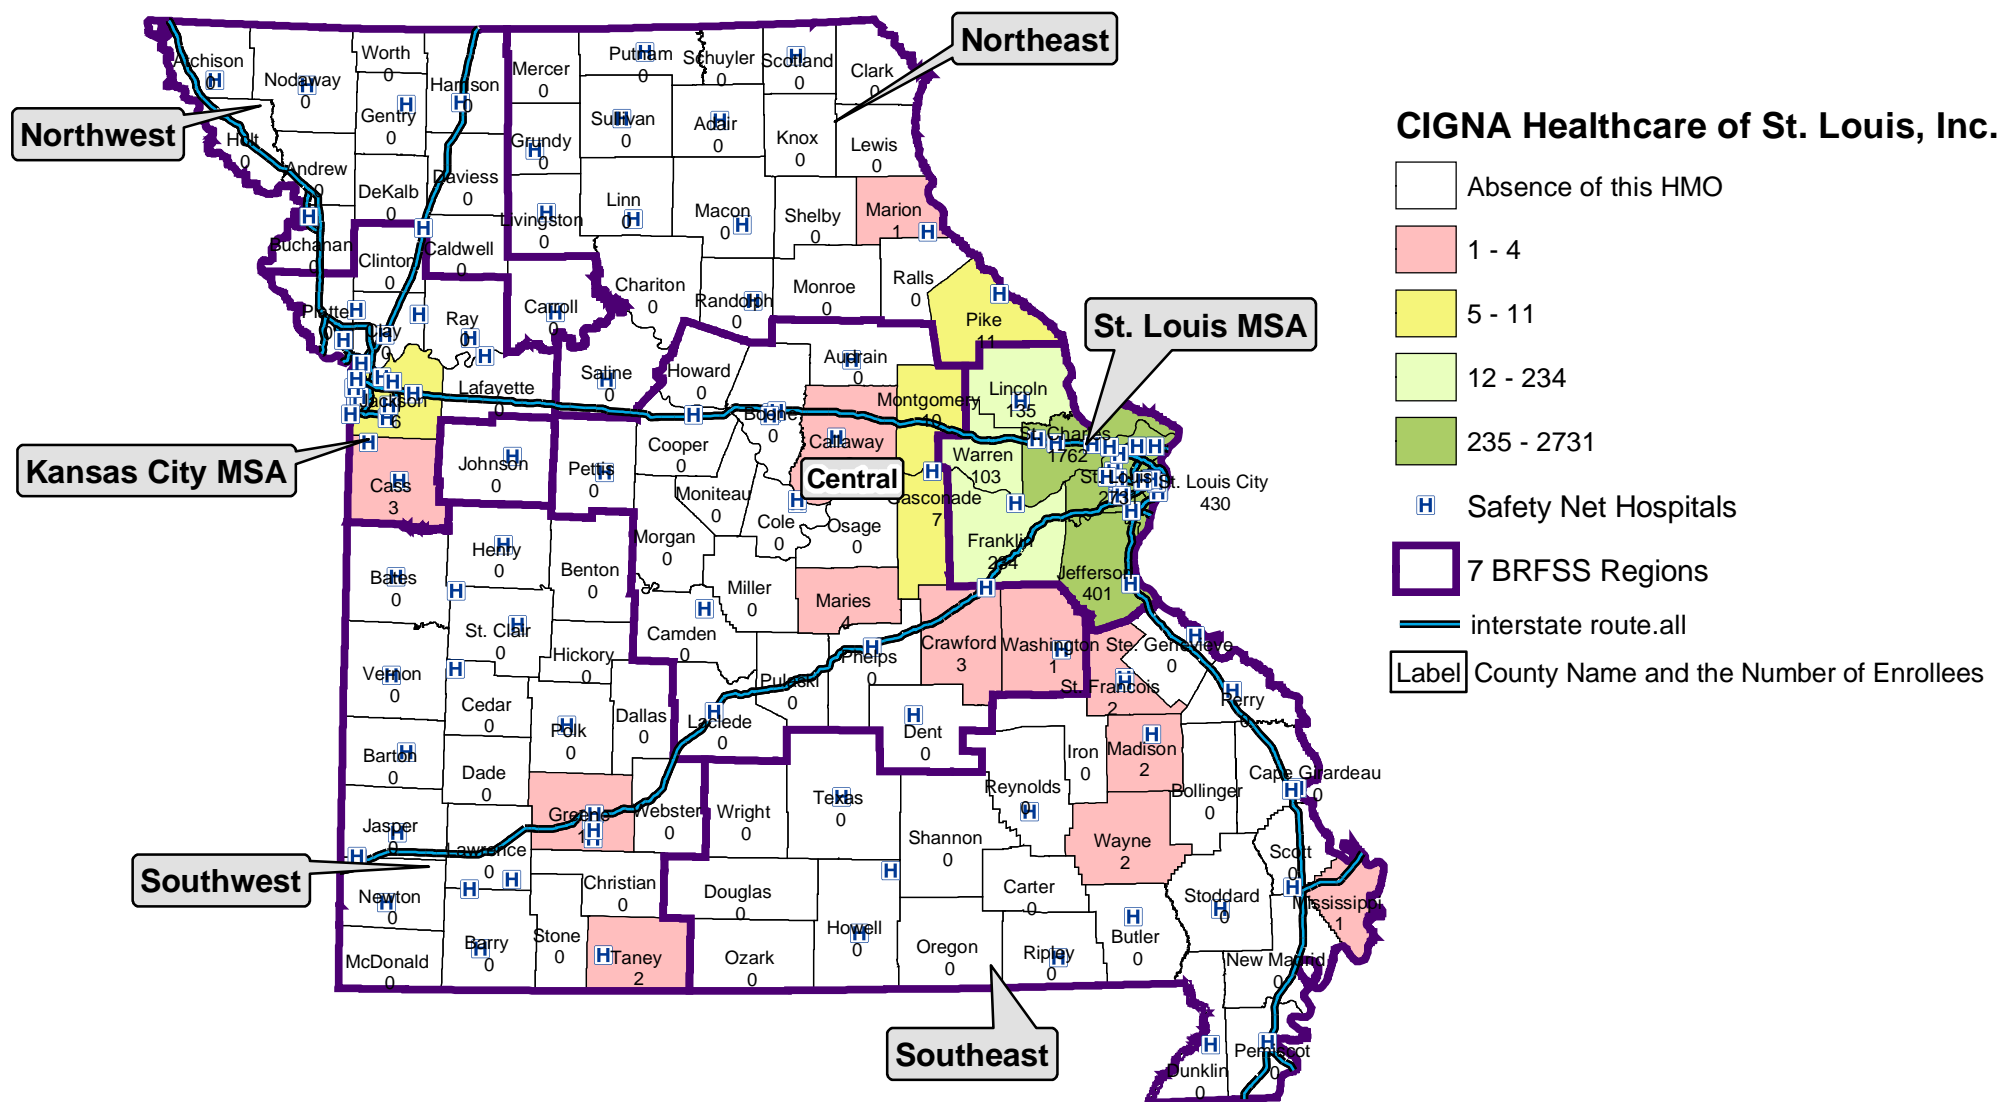 CIGNA Healthcare of St. Louis, Inc.
Absence of this HMO
1 - 4
5 - 11
12 - 234
235 - 2731
H Safety Net Hospitals
7 BRFSS Regions
interstate route.all
Label County Name and the Number of Enrollees
Northwest
Northeast
St. Louis MSA
Kansas City MSA
Central
Southwest
Southeast
Atchison
Nodaway
0
Worth
0
Gentry
0
Harrison
0
Holt
0
Andrew
0
DeKalb
0
Daviess
0
Buchanan
0
Clinton
0
Caldwell
0
Mercer
0
Putnam
0
Schuyler
0
Scotland
0
Clark
0
Grundy
0
Sullivan
0
Adair
0
Knox
0
Lewis
0
Livingston
0
Linn
0
Macon
0
Shelby
0
Marion
1
Chariton
0
Randolph
0
Monroe
0
Ralls
0
Pike
11
Carroll
0
Platte
0
Clay
0
Ray
0
Jackson
6
Lafayette
0
Saline
0
Howard
0
Audrain
0
Boone
0
Callaway
Montgomery
10
Lincoln
135
St. Charles
1762
Warren
103
St. Louis
2731
St. Louis City
430
Cass
3
Johnson
0
Pettis
0
Cooper
0
Moniteau
0
Cole
0
Osage
0
Gasconade
7
Franklin
234
Jefferson
401
Bates
0
Henry
0
Benton
0
Morgan
0
Miller
0
Maries
4
Camden
0
St. Clair
0
Hickory
0
Vernon
0
Cedar
0
Polk
0
Dallas
0
Laclede
0
Pulaski
0
Phelps
0
Crawford
3
Washington
1
Ste. Genevieve
0
St. Francois
2
Perry
0
Dent
0
Iron
0
Madison
2
Barton
0
Dade
0
Greene
Webster
0
Wright
0
Texas
0
Reynolds
0
Bollinger
0
Cape Girardeau
0
Jasper
0
Lawrence
0
Shannon
0
Wayne
2
Scott
0
Newton
0
Christian
0
Douglas
0
Carter
0
Stoddard
0
Mississippi
1
McDonald
0
Barry
0
Stone
0
Taney
2
Ozark
0
Howell
0
Oregon
0
Ripley
0
Butler
0
New Madrid
0
Dunklin
0
Pemiscot
0